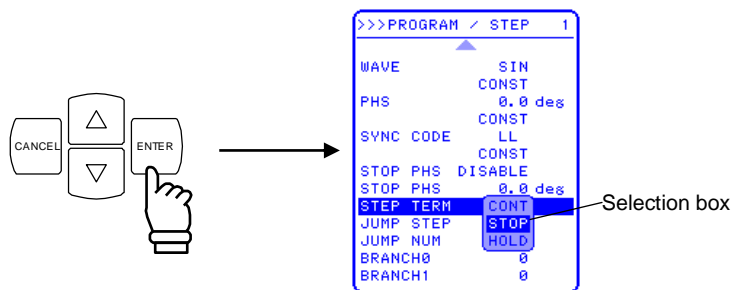 >>>PROGRAM / STEP 1
WAVE SIN
CONST
PHS 0.0 deg
CONST
SYNC CODE LL
CONST
STOP PHS DISABLE
STOP PHS 0.0 deg
STEP TERM CONT
JUMP STEP STOP
JUMP NUM HOLD
BRANCH0 0
BRANCH1 0
CANCEL
ENTER
Selection box